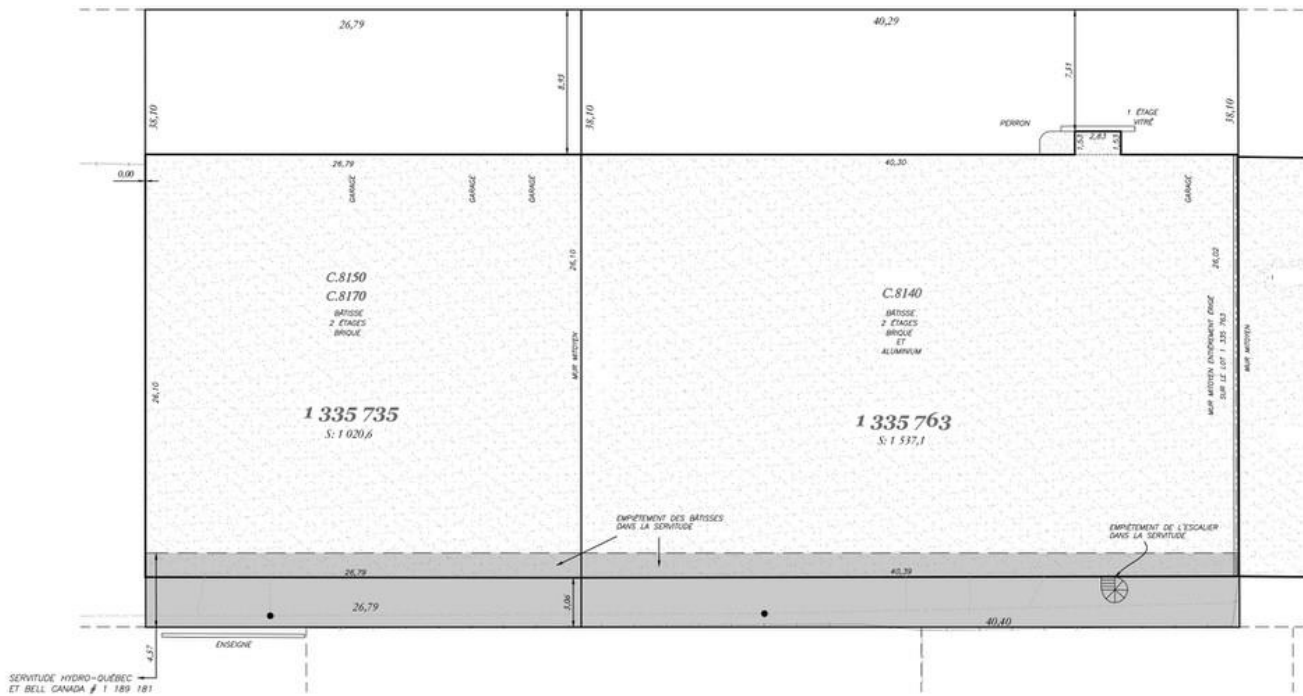 26,79
40,29
8,93
7,31
38,10
38,10
38,10
1 ÉTAGE
VITRÉ
PERRON
2,83
1,53
1,53
26,79
40,30
0,00
GARAGE
GARAGE
GARAGE
GARAGE
26,10
26,02
C.8150
C.8170
BÂTISSE
2 ÉTAGES
BRIQUE
C.8140
BÂTISSE
2 ÉTAGES
BRIQUE
ET
ALUMINIUM
MUR MITOYEN
MUR MITOYEN ENTIÈREMENT ÉRIGÉ
SUR LE LOT 1 335 763
MUR MITOYEN
26,10
1 335 735
S: 1 020,6
1 335 763
S: 1 537,1
EMPIÈTEMENT DES BÂTISSES
DANS LA SERVITUDE
EMPIÈTEMENT DE L'ESCALIER
DANS LA SERVITUDE
26,79
40,39
26,79
3,06
40,40
ENSEIGNE
4,57
SERVITUDE HYDRO-QUÉBEC
ET BELL CANADA # 1 189 181